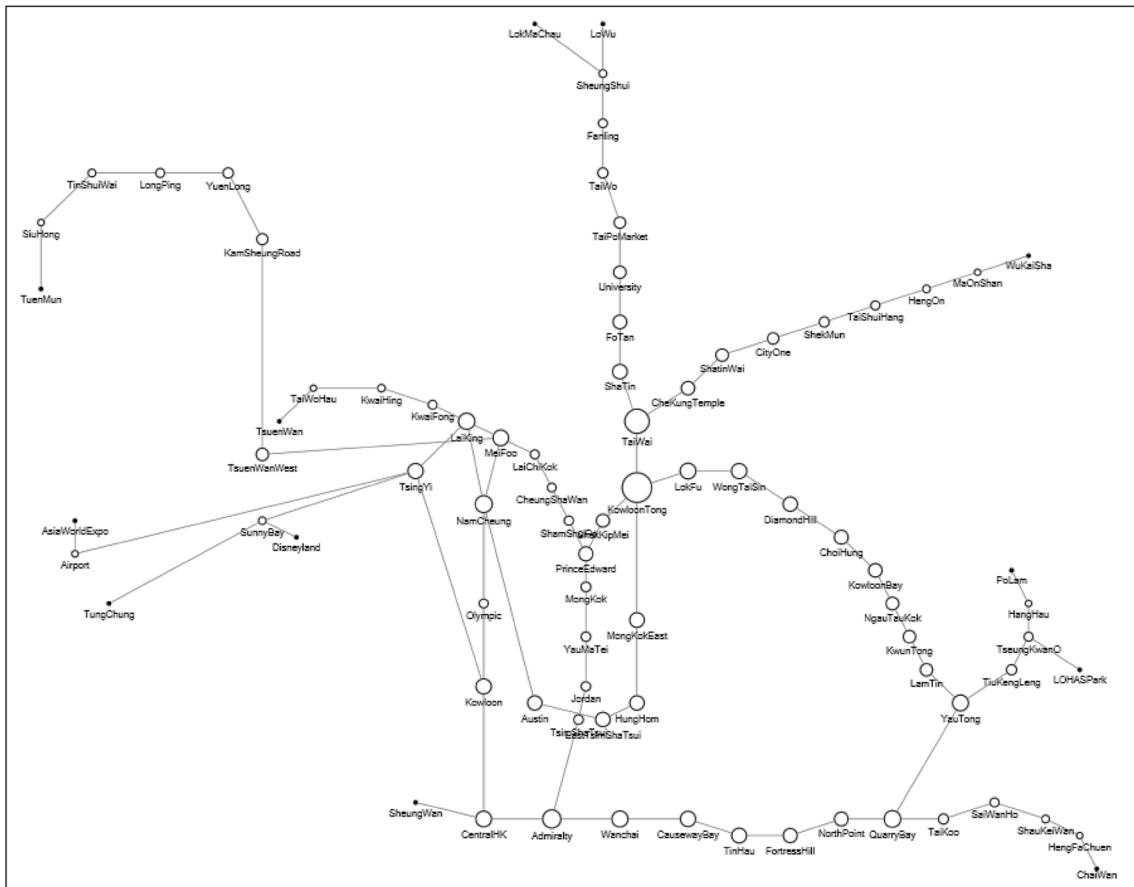 LokMaChau
LoWu
SheungShui
Fanling
TaiWo
TinShuiWai
LongPing
YuenLong
SiuHong
TaiPoMarket
KamSheungRoad
WuKaiSha
MaOnShan
University
HengOn
TuenMun
TaiShuiHang
ShekMun
FoTan
CityOne
ShatinWai
ShaTin
CheKungTemple
TaiWoHau
KwaiHing
KwaiFong
TsuenWan
LaiKing
TaiWai
MeiFoo
TsuenWanWest
LaiChiKok
TsingYi
LokFu
WongTaiSin
CheungShaWan
KowloonTong
DiamondHill
NamCheung
AsiaWorldExpo
SunnyBay
ShamShuiPo
ShekKipMei
Disneyland
ChoiHung
Airport
PrinceEdward
KowloonBay
PoLam
MongKok
TungChung
Olympic
NgauTauKok
HangHau
MongKokEast
YauMaTei
KwunTong
TseungKwanO
LamTin
TiuKengLeng
LOHASPark
Kowloon
Jordan
Austin
HungHom
YauTong
TsimShaTsui
EastTsimShaTsui
SheungWan
CentralHK
Admiralty
Wanchai
CausewayBay
NorthPoint
QuarryBay
TaiKoo
SaiWanHo
ShauKeiWan
TinHau
FortressHill
HengFaChuen
ChaiWan